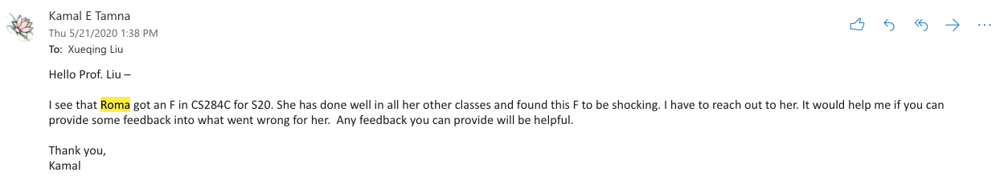 Kamal E Tamna
Thu 5/21/2020 1:38 PM
To: Xueqing Liu
Hello Prof. Liu –
I see that Roma got an F in CS284C for S20. She has done well in all her other classes and found this F to be shocking. I have to reach out to her. It would help me if you can
provide some feedback into what went wrong for her.  Any feedback you can provide will be helpful.
Thank you,
Kamal